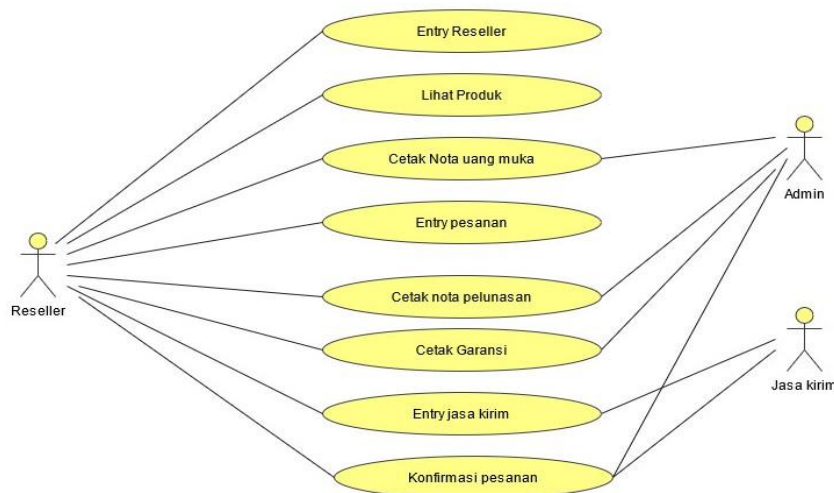 Entry Reseller
Lihat Produk
Cetak Nota uang muka
Entry pesanan
Cetak nota pelunasan
Cetak Garansi
Entry jasa kirim
Konfirmasi pesanan
Reseller
Admin
Jasa kirim